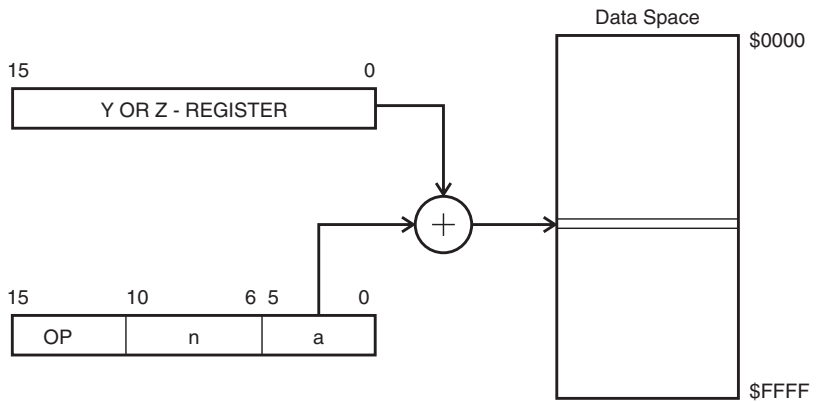 Data Space
$0000
15 0
Y OR Z - REGISTER
+
15 10 6 5 0
OP n a
$FFFF